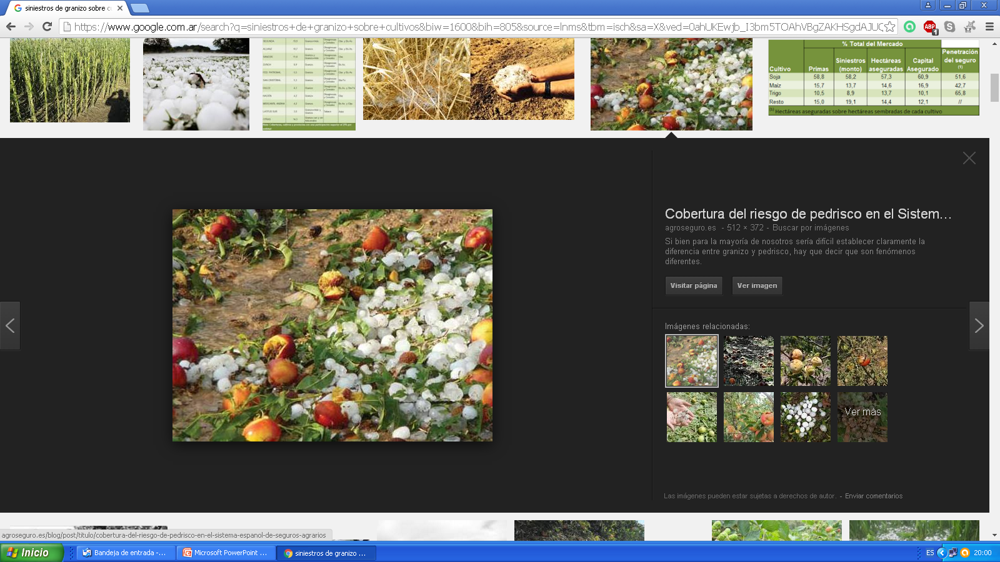 siniestros de granizo sobre cu
https://www.google.com.ar/search?q=siniestros+de+granizo+sobre+cultivos&biw=1600&bih=805&source=lnms&tbm=isch&sa=X&ved=0ahUKEwjb_I3bm5TOAhVBgZAKHSgdAJUQ
ABP
1
% Total del Mercado
Cultivo Primas Siniestros (monto) Hectáreas aseguradas Capital Asegurado Penetración del seguro (1)
Soja 58,8 58,2 57,3 60,9 51,6
Maíz 15,7 13,7 14,6 16,9 42,7
Trigo 10,5 8,9 13,7 10,1 65,8
Resto 15,0 19,1 14,4 12,1 //
(1) Hectáreas aseguradas sobre hectáreas sembradas de cada cultivo
Cobertura del riesgo de pedrisco en el Sistem...
agroseguro.es - 512 × 372 - Buscar por imágenes
Si bien para la mayoría de nosotros sería difícil establecer claramente la
diferencia entre granizo y pedrisco, hay que decir que son fenómenos
diferentes.
Visitar página Ver imagen
Imágenes relacionadas:
Ver más
Las imágenes pueden estar sujetas a derechos de autor. - Enviar comentarios
agroseguro.es/blog/post/titulo/cobertura-del-riesgo-de-pedrisco-en-el-sistema-espanol-de-seguros-agrarios
Inicio Bandeja de entrada -... Microsoft PowerPoint ... siniestros de granizo ... ES 20:00